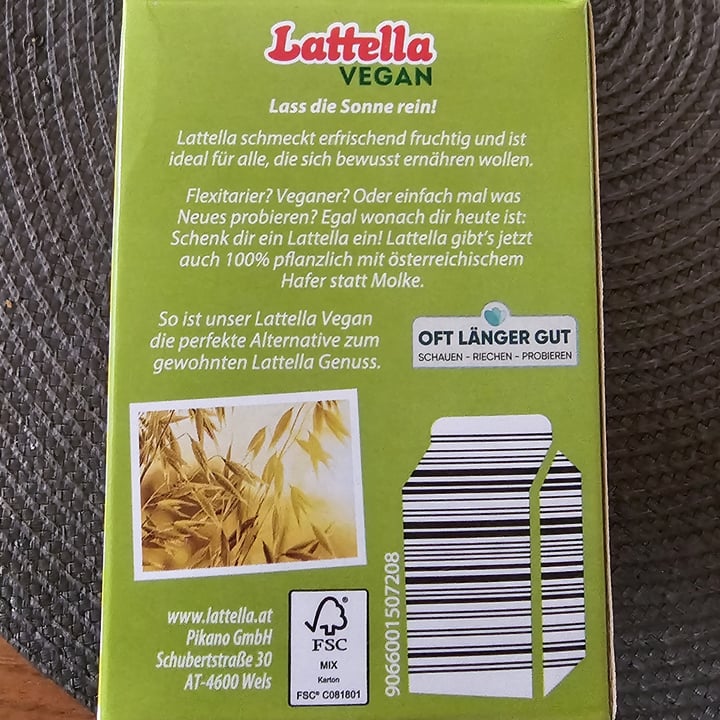 Lattella
VEGAN
Lass die Sonne rein!
Lattella schmeckt erfrischend fruchtig und ist
ideal für alle, die sich bewusst ernähren wollen.
Flexitarier? Veganer? Oder einfach mal was
Neues probieren? Egal wonach dir heute ist:
Schenk dir ein Lattella ein! Lattella gibt's jetzt
auch 100% pflanzlich mit österreichischem
Hafer statt Molke.
So ist unser Lattella Vegan
die perfekte Alternative zum
gewohnten Lattella Genuss.
OFT LÄNGER GUT
SCHAUEN - RIECHEN - PROBIEREN
www.lattella.at
Pikano GmbH
Schubertstraße 30
AT-4600 Wels
FSC
MIX
Karton
FSC® C081801
9066001507208